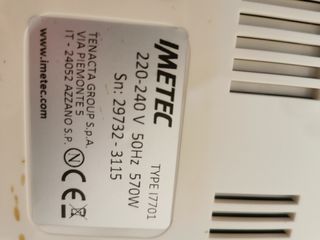 IMETEC
TYPE I7701
220-240 V 50Hz 570W
Sn: 29732 - 3115
TENACTA GROUP S.p.A.
VIA PIEMONTE 5
IT - 24052 AZZANO S.P.
www.imetec.com
N CE